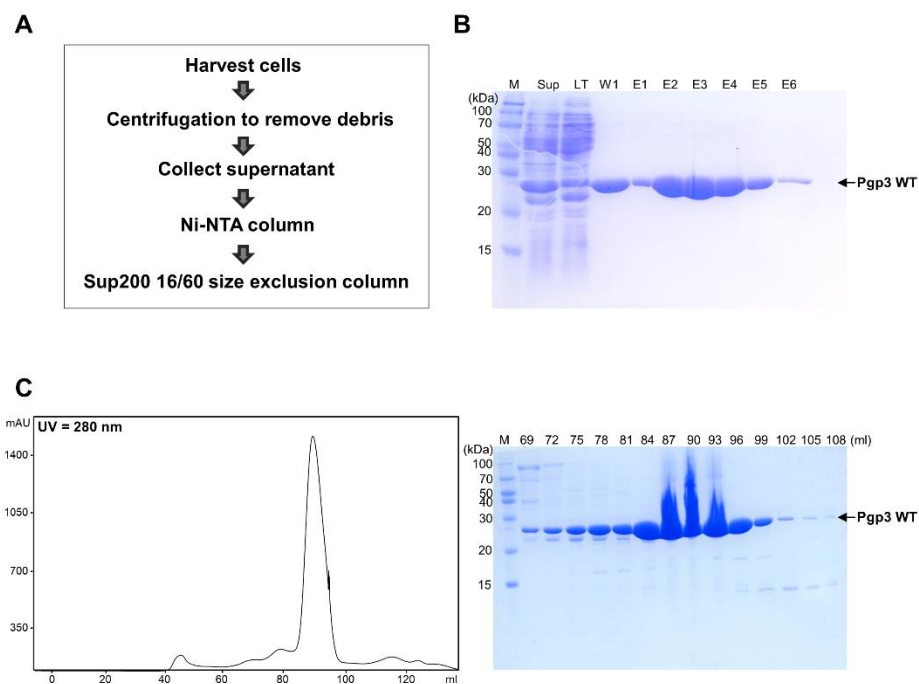 A
Harvest cells
Centrifugation to remove debris
Collect supernatant
Ni-NTA column
Sup200 16/60 size exclusion column
B
M Sup LT W1 E1 E2 E3 E4 E5 E6
(kDa)
100
70
50
40
30
20
15
Pgp3 WT
C
mAU
UV = 280 nm
1400
1050
700
350
0 20 40 60 80 100 120 ml
M 69 72 75 78 81 84 87 90 93 96 99 102 105 108 (ml)
(kDa)
100
70
50
40
30
20
15
Pgp3 WT